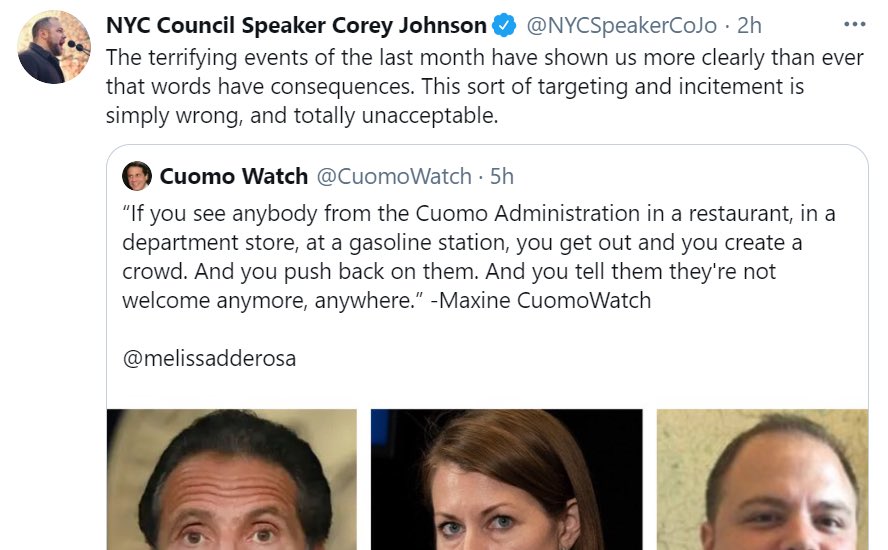 NYC Council Speaker Corey Johnson @NYCSpeakerCoJo · 2h
The terrifying events of the last month have shown us more clearly than ever
that words have consequences. This sort of targeting and incitement is
simply wrong, and totally unacceptable.
Cuomo Watch @CuomoWatch · 5h
“If you see anybody from the Cuomo Administration in a restaurant, in a
department store, at a gasoline station, you get out and you create a
crowd. And you push back on them. And you tell them they're not
welcome anymore, anywhere.” -Maxine CuomoWatch
@melissadderosa